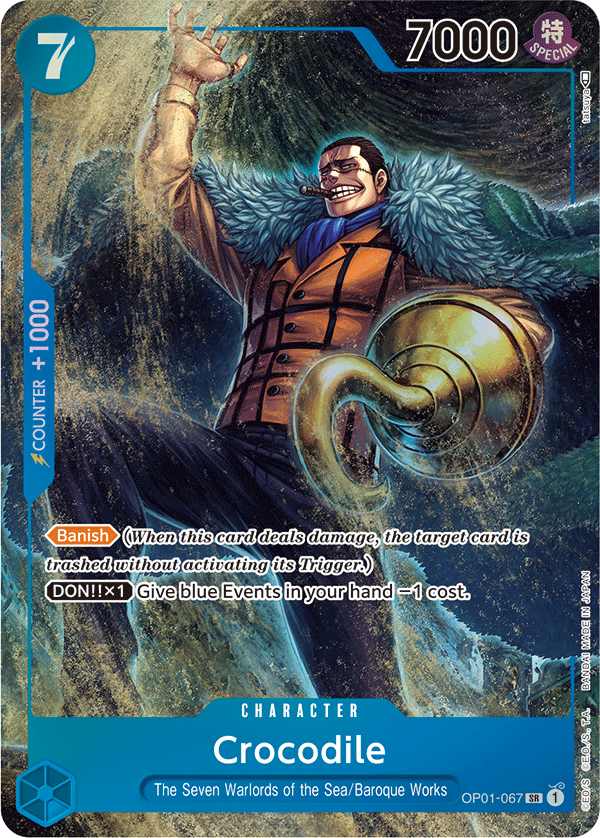 7
7000
特
SPECIAL
tatsuya
COUNTER +1000
Banish (When this card deals damage, the target card is
trashed without activating its Trigger.)
DON!!×1 Give blue Events in your hand −1 cost.
CHARACTER
Crocodile
The Seven Warlords of the Sea/Baroque Works
OP01-067 SR 1
©EO/S ©E.O./S., T.A. BANDAI MADE IN JAPAN